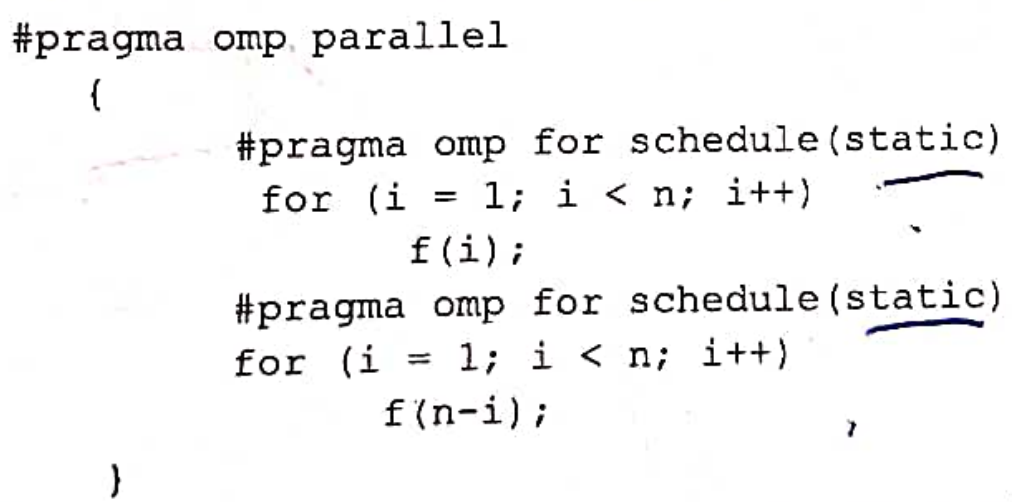 #pragma omp parallel
{
#pragma omp for schedule(static)
for (i = 1; i < n; i++)
f(i);
#pragma omp for schedule(static)
for (i = 1; i < n; i++)
f(n-i);
}